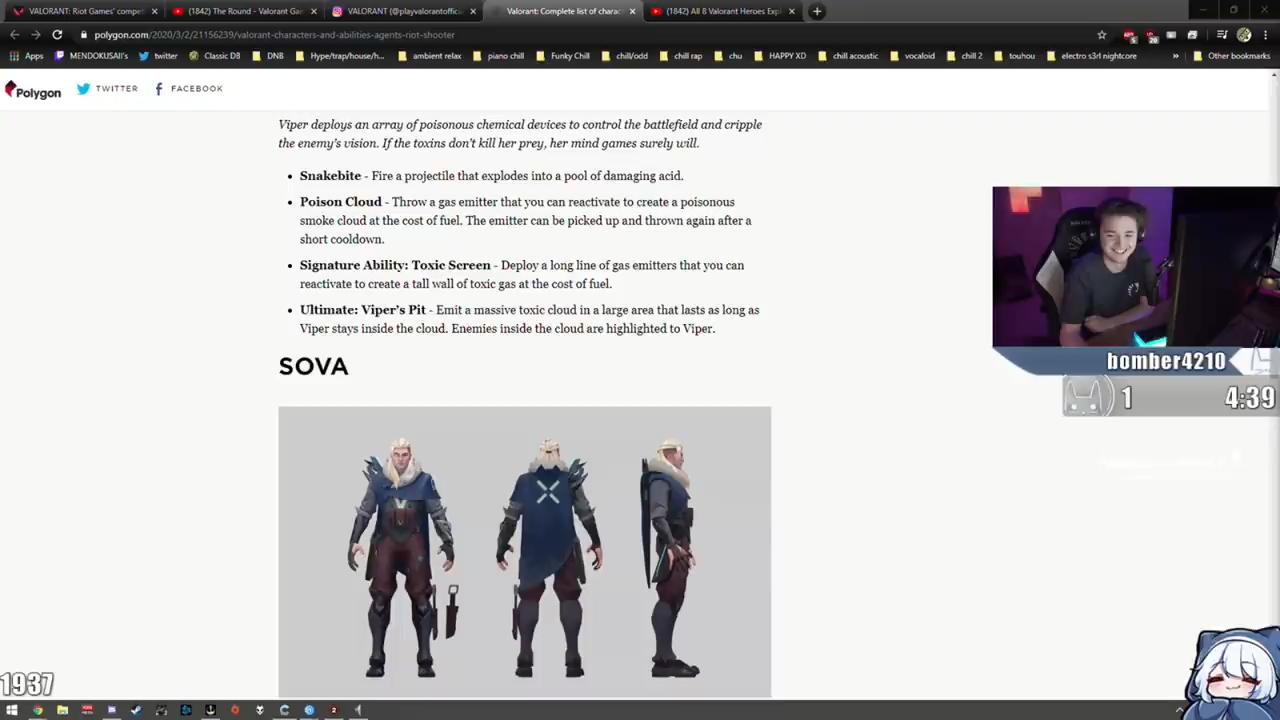 VALORANT: Riot Games' compet
(1842) The Round - Valorant Gam
VALORANT (@playvalorantoffic
Valorant: Complete list of charac
(1842) All 8 Valorant Heroes Expl
polygon.com/2020/3/2/21156239/valorant-characters-and-abilities-agents-riot-shooter
Apps
MENDOKUSAII's
twitter
Classic DB
DNB
Hype/trap/house/h...
ambient relax
piano chill
Funky Chill
chill/odd
chill rap
chu
HAPPY XD
chill acoustic
vocaloid
chill 2
touhou
electro s3rl nightcore
»
Other bookmarks
Polygon
TWITTER
FACEBOOK
Viper deploys an array of poisonous chemical devices to control the battlefield and cripple
the enemy's vision. If the toxins don't kill her prey, her mind games surely will.
• Snakebite - Fire a projectile that explodes into a pool of damaging acid.
• Poison Cloud - Throw a gas emitter that you can reactivate to create a poisonous
smoke cloud at the cost of fuel. The emitter can be picked up and thrown again after a
short cooldown.
• Signature Ability: Toxic Screen - Deploy a long line of gas emitters that you can
reactivate to create a tall wall of toxic gas at the cost of fuel.
• Ultimate: Viper's Pit - Emit a massive toxic cloud in a large area that lasts as long as
Viper stays inside the cloud. Enemies inside the cloud are highlighted to Viper.
SOVA
bomber4210
1
4:39
1937